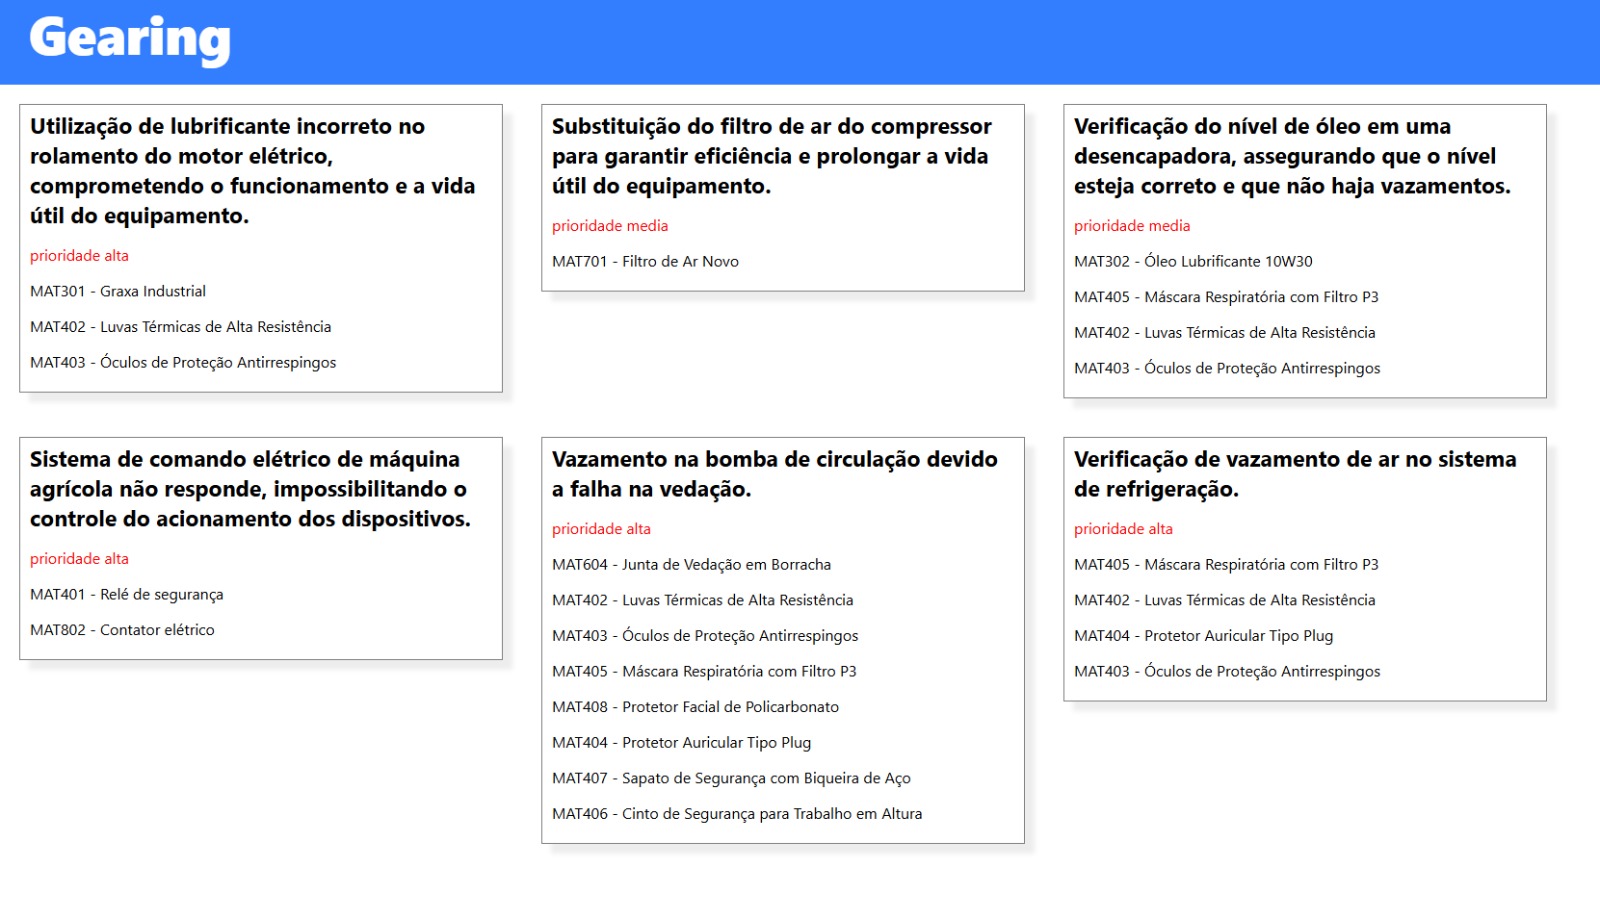 Gearing
Utilização de lubrificante incorreto no
rolamento do motor elétrico,
comprometendo o funcionamento e a vida
útil do equipamento.
prioridade alta
MAT301 - Graxa Industrial
MAT402 - Luvas Térmicas de Alta Resistência
MAT403 - Óculos de Proteção Antirrespingos
Substituição do filtro de ar do compressor
para garantir eficiência e prolongar a vida
útil do equipamento.
prioridade media
MAT701 - Filtro de Ar Novo
Verificação do nível de óleo em uma
desencapadora, assegurando que o nível
esteja correto e que não haja vazamentos.
prioridade media
MAT302 - Óleo Lubrificante 10W30
MAT405 - Máscara Respiratória com Filtro P3
MAT402 - Luvas Térmicas de Alta Resistência
MAT403 - Óculos de Proteção Antirrespingos
Sistema de comando elétrico de máquina
agrícola não responde, impossibilitando o
controle do acionamento dos dispositivos.
prioridade alta
MAT401 - Relé de segurança
MAT802 - Contator elétrico
Vazamento na bomba de circulação devido
a falha na vedação.
prioridade alta
MAT604 - Junta de Vedação em Borracha
MAT402 - Luvas Térmicas de Alta Resistência
MAT403 - Óculos de Proteção Antirrespingos
MAT405 - Máscara Respiratória com Filtro P3
MAT408 - Protetor Facial de Policarbonato
MAT404 - Protetor Auricular Tipo Plug
MAT407 - Sapato de Segurança com Biqueira de Aço
MAT406 - Cinto de Segurança para Trabalho em Altura
Verificação de vazamento de ar no sistema
de refrigeração.
prioridade alta
MAT405 - Máscara Respiratória com Filtro P3
MAT402 - Luvas Térmicas de Alta Resistência
MAT404 - Protetor Auricular Tipo Plug
MAT403 - Óculos de Proteção Antirrespingos